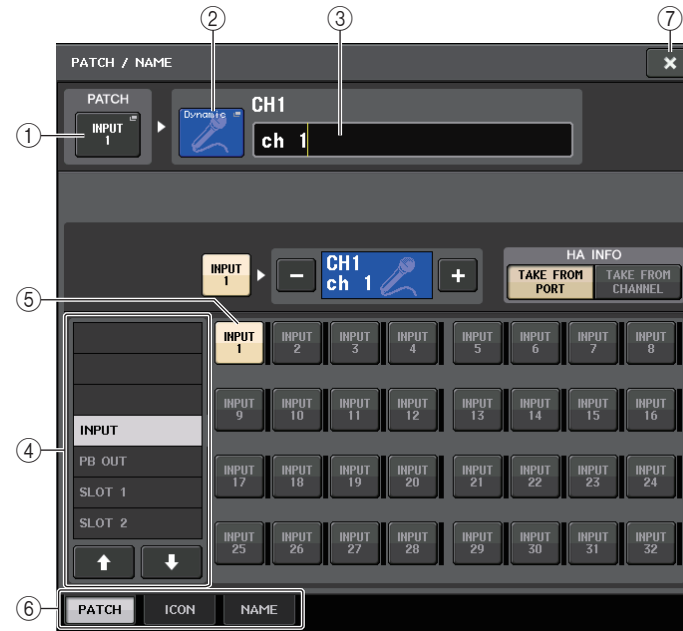 ② ③ ⑦
PATCH / NAME
PATCH
① INPUT 1
Dynamic
CH1
ch 1
INPUT 1
CH1
ch 1
HA INFO
TAKE FROM PORT
TAKE FROM CHANNEL
⑤
INPUT 1 INPUT 2 INPUT 3 INPUT 4 INPUT 5 INPUT 6 INPUT 7 INPUT 8
INPUT 9 INPUT 10 INPUT 11 INPUT 12 INPUT 13 INPUT 14 INPUT 15 INPUT 16
④
INPUT
PB OUT
SLOT 1
SLOT 2
INPUT 17 INPUT 18 INPUT 19 INPUT 20 INPUT 21 INPUT 22 INPUT 23 INPUT 24
INPUT 25 INPUT 26 INPUT 27 INPUT 28 INPUT 29 INPUT 30 INPUT 31 INPUT 32
⑥ PATCH ICON NAME